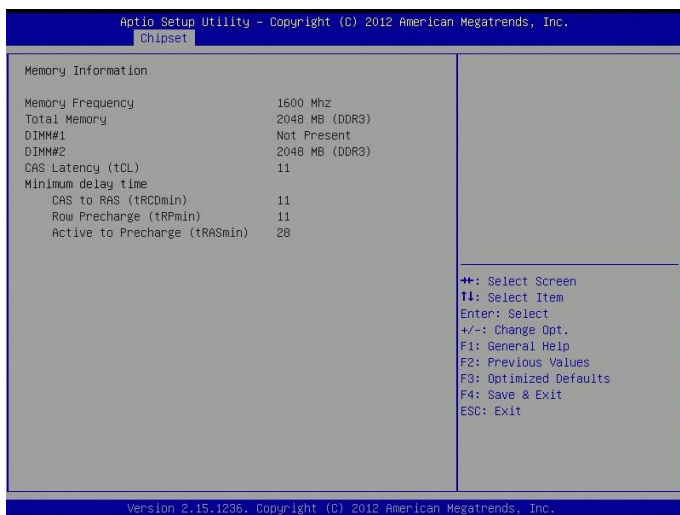 Aptio Setup Utility – Copyright (C) 2012 American Megatrends, Inc.
Chipset
Memory Information
Memory Frequency 1600 Mhz
Total Memory 2048 MB (DDR3)
DIMM#1 Not Present
DIMM#2 2048 MB (DDR3)
CAS Latency (tCL) 11
Minimum delay time
CAS to RAS (tRCDmin) 11
Row Precharge (tRPmin) 11
Active to Precharge (tRASmin) 28
→←: Select Screen
↑↓: Select Item
Enter: Select
+/-: Change Opt.
F1: General Help
F2: Previous Values
F3: Optimized Defaults
F4: Save & Exit
ESC: Exit
Version 2.15.1236. Copyright (C) 2012 American Megatrends, Inc.